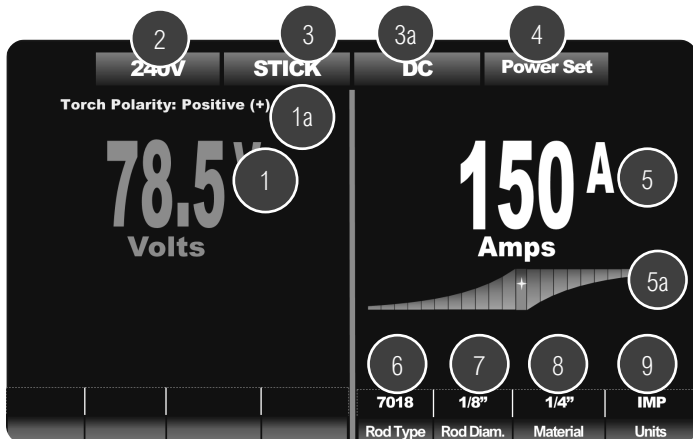 2 3 3a 4
240V STICK DC Power Set
Torch Polarity: Positive (+)
1a
78.5 V 1
Volts
150 A 5
Amps
5a
6 7 8 9
7018 1/8” 1/4” IMP
Rod Type Rod Diam. Material Units